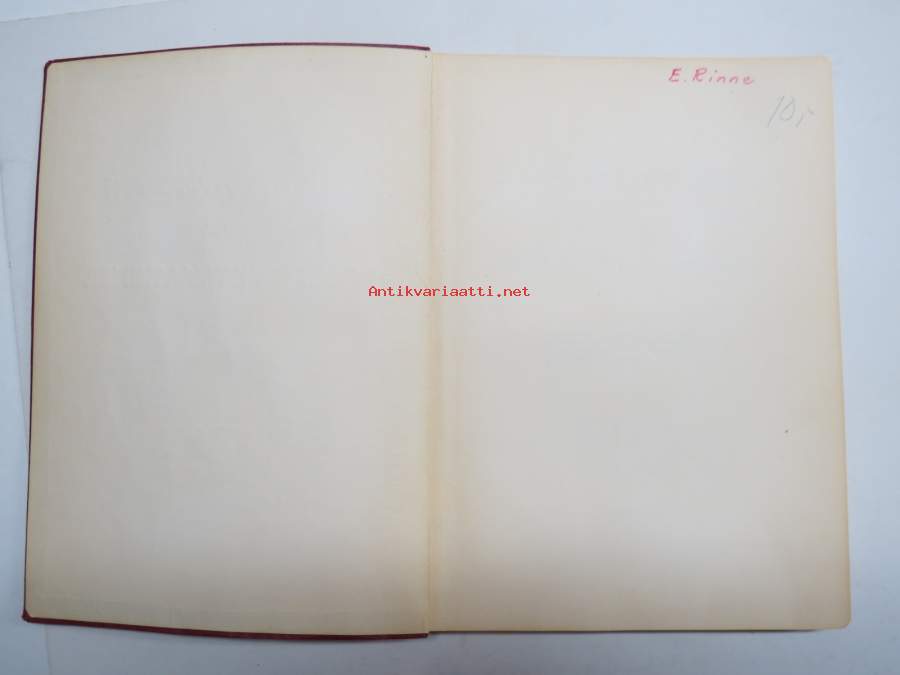 E. Rinne
10,-
Antikvariaatti.net